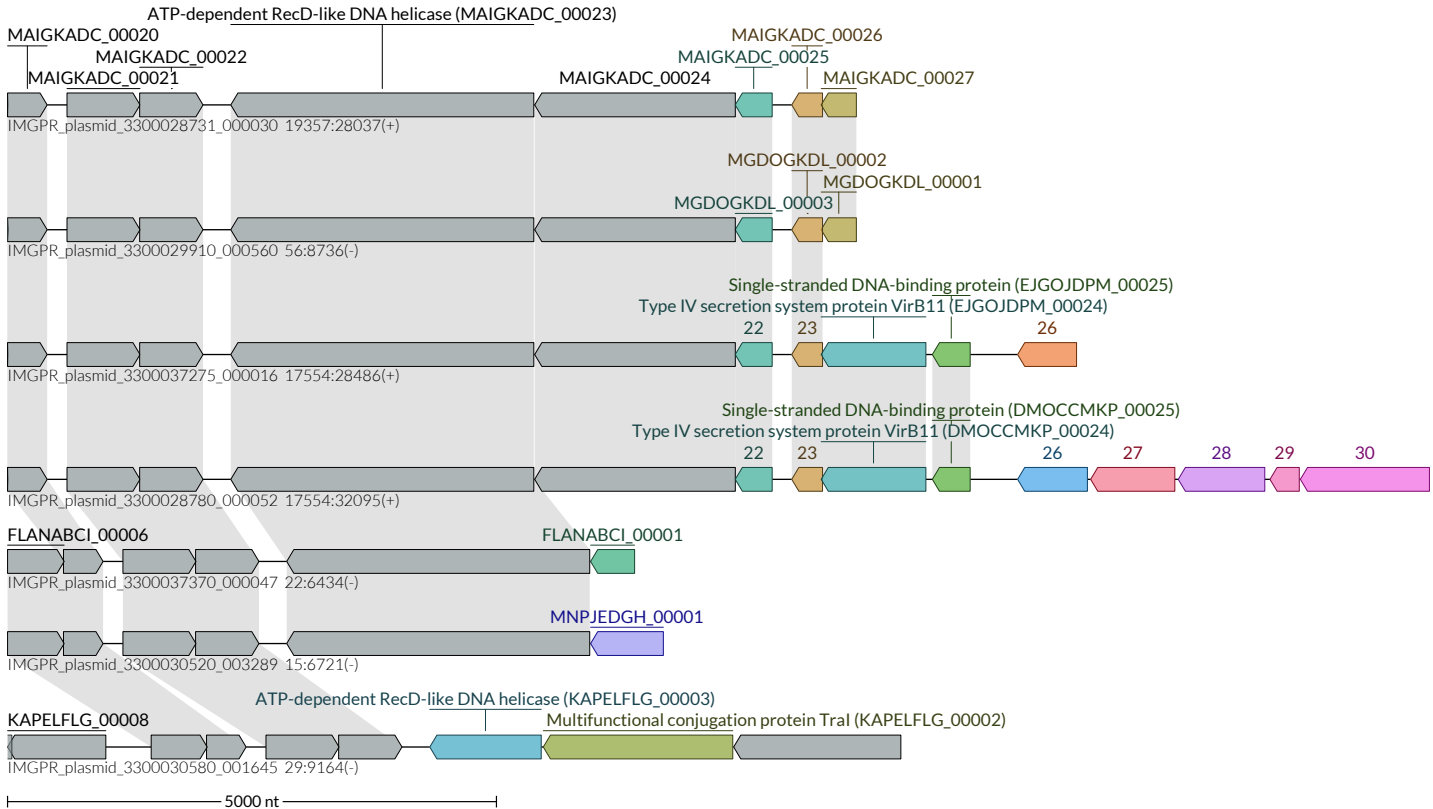 ATP-dependent RecD-like DNA helicase (MAIGKADC_00023)
MAIGKADC_00020
MAIGKADC_00026
MAIGKADC_00022
MAIGKADC_00025
MAIGKADC_00021
MAIGKADC_00024
MAIGKADC_00027
IMGPR_plasmid_3300028731_000030 19357:28037(+)
MGDOGKDL_00002
MGDOGKDL_00001
MGDOGKDL_00003
IMGPR_plasmid_3300029910_000560 56:8736(-)
Single-stranded DNA-binding protein (EJGOJDPM_00025)
Type IV secretion system protein VirB11 (EJGOJDPM_00024)
22 23 26
IMGPR_plasmid_3300037275_000016 17554:28486(+)
Single-stranded DNA-binding protein (DMOCCMKP_00025)
Type IV secretion system protein VirB11 (DMOCCMKP_00024)
22 23 26 27 28 29 30
IMGPR_plasmid_3300028780_000052 17554:32095(+)
FLANABCI_00006 FLANABCI_00001
IMGPR_plasmid_3300037370_000047 22:6434(-)
MNPJEDGH_00001
IMGPR_plasmid_3300030520_003289 15:6721(-)
ATP-dependent RecD-like DNA helicase (KAPELFLG_00003)
KAPELFLG_00008 Multifunctional conjugation protein TraI (KAPELFLG_00002)
IMGPR_plasmid_3300030580_001645 29:9164(-)
5000 nt